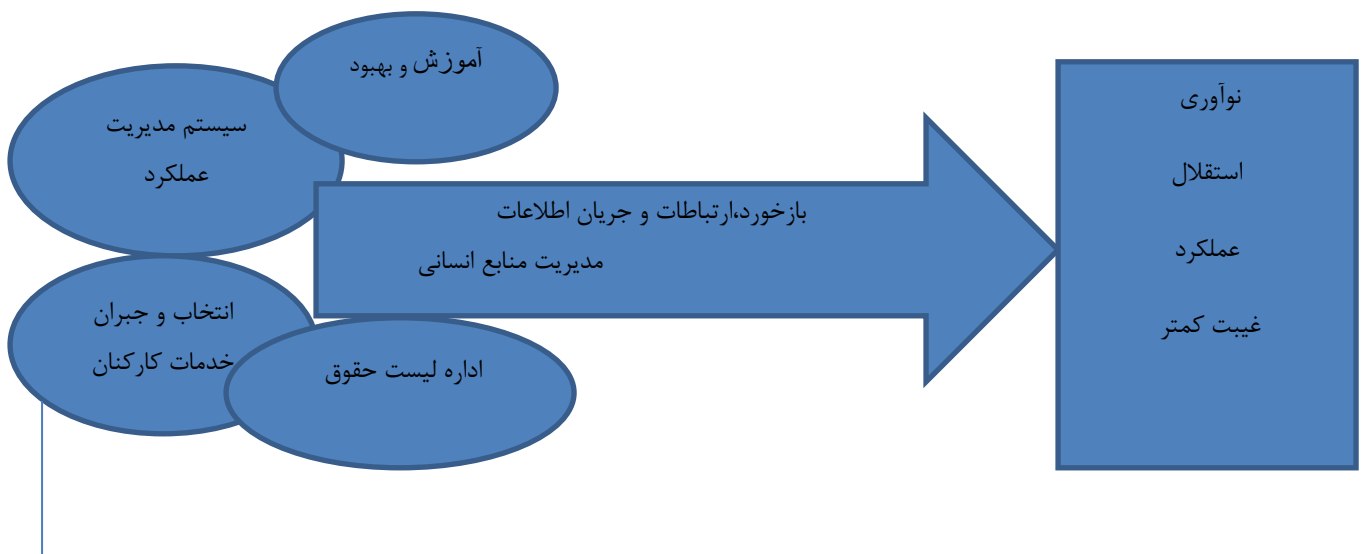 آموزش و بهبود
سیستم مدیریت
عملکرد
بازخورد,ارتباطات و جریان اطلاعات
مدیریت منابع انسانی
انتخاب و جبران
خدمات کارکنان
اداره لیست حقوق
نوآوری
استقلال
عملکرد
غیبت کمتر